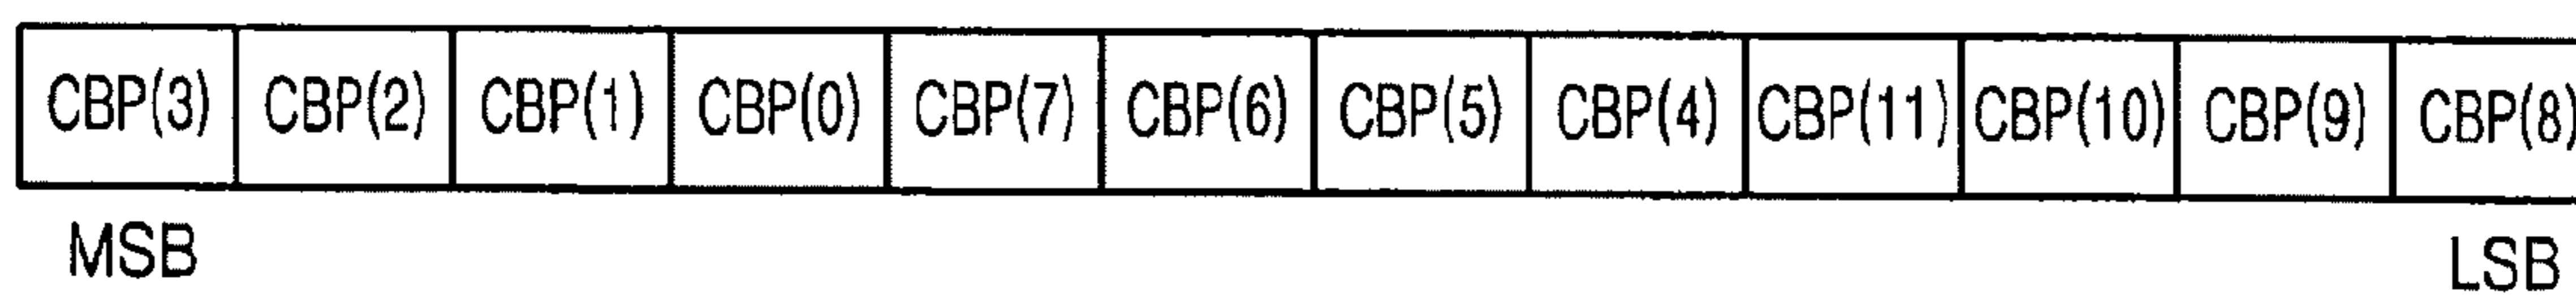 CBP(3) CBP(2) CBP(1) CBP(0) CBP(7) CBP(6) CBP(5) CBP(4) CBP(11) CBP(10) CBP(9) CBP(8)
MSB LSB